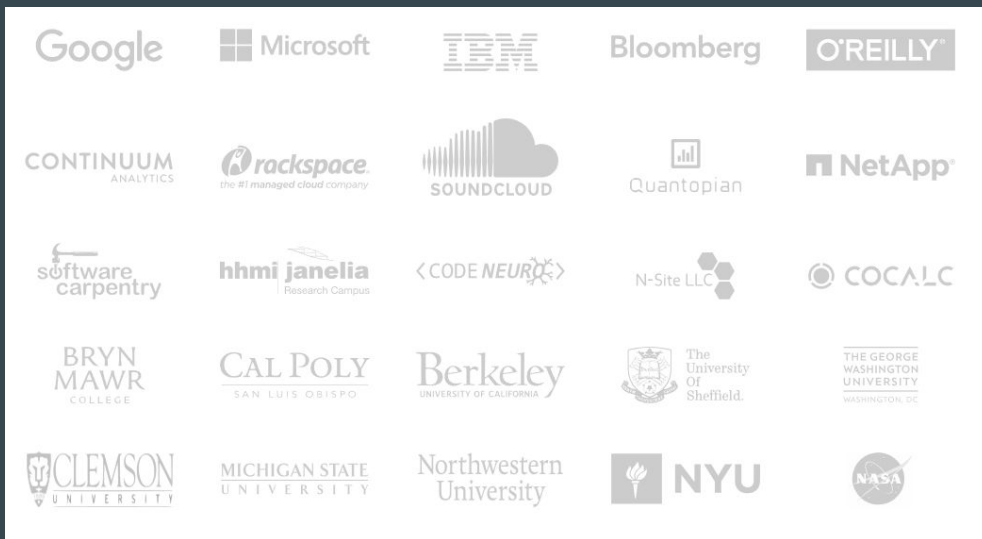 Google
Microsoft
IBM
Bloomberg
O'REILLY®
CONTINUUM
ANALYTICS
rackspace®
the #1 managed cloud company
SOUNDCLOUD
Quantopian
NetApp®
software
carpentry
hhmi janelia
Research Campus
<CODE NEURO>
N-Site LLC
COCALC
BRYN
MAWR
COLLEGE
CAL POLY
SAN LUIS OBISPO
Berkeley
UNIVERSITY OF CALIFORNIA
The
University
Of
Sheffield.
THE GEORGE
WASHINGTON
UNIVERSITY
WASHINGTON, DC
CLEMSON
UNIVERSITY
MICHIGAN STATE
UNIVERSITY
Northwestern
University
NYU
NASA